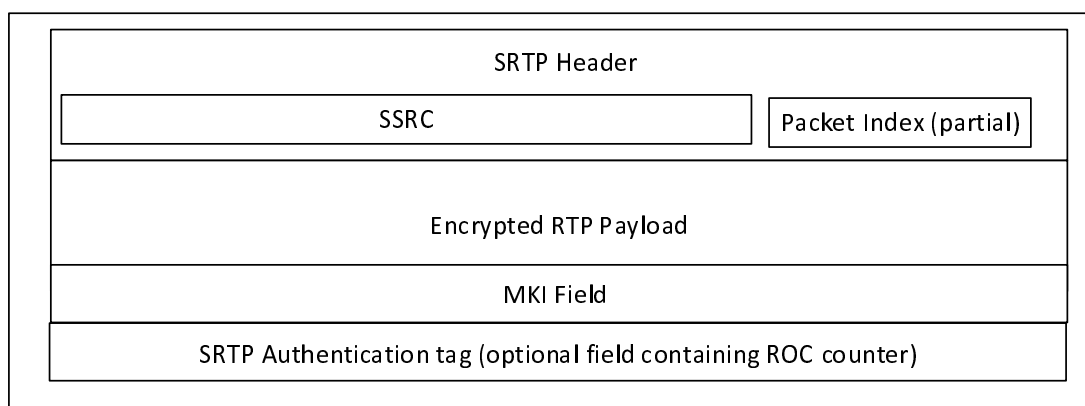 SRTP Header
SSRC
Packet Index (partial)
Encrypted RTP Payload
MKI Field
SRTP Authentication tag (optional field containing ROC counter)